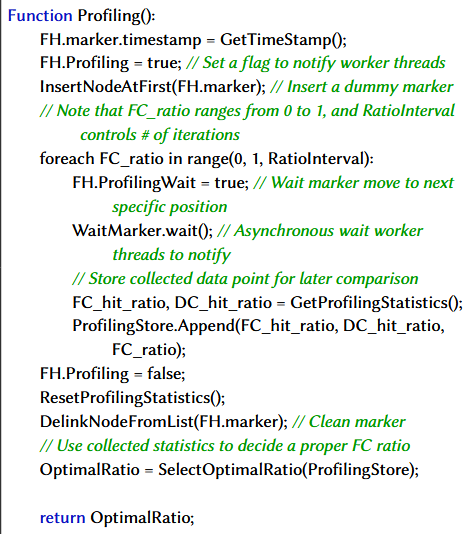 Function Profiling():
FH.marker.timestamp = GetTimeStamp();
FH.Profiling = true; // Set a flag to notify worker threads
InsertNodeAtFirst(FH.marker); // Insert a dummy marker
// Note that FC_ratio ranges from 0 to 1, and RatioInterval
controls # of iterations
foreach FC_ratio in range(0, 1, RatioInterval):
FH.ProfilingWait = true; // Wait marker move to next
specific position
WaitMarker.wait(); // Asynchronous wait worker
threads to notify
// Store collected data point for later comparison
FC_hit_ratio, DC_hit_ratio = GetProfilingStatistics();
ProfilingStore.Append(FC_hit_ratio, DC_hit_ratio,
FC_ratio);
FH.Profiling = false;
ResetProfilingStatistics();
DelinkNodeFromList(FH.marker); // Clean marker
// Use collected statistics to decide a proper FC ratio
OptimalRatio = SelectOptimalRatio(ProfilingStore);
return OptimalRatio;